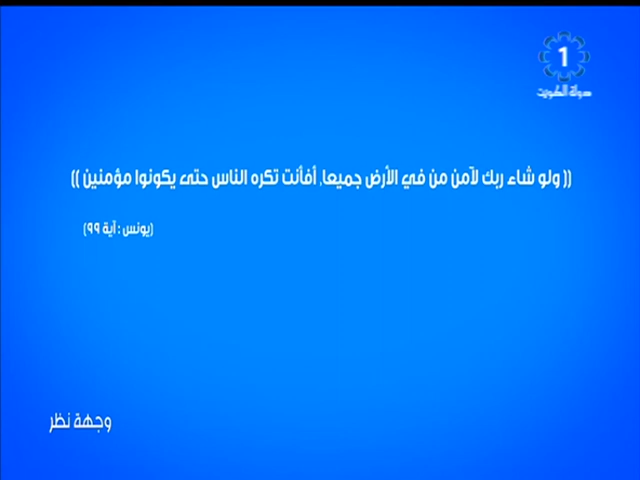 1
دولة الكويت
(( ولو شاء ربك لآمن من في الأرض جميعا، أفأنت تكره الناس حتى يكونوا مؤمنين ))
(يونس : آية ٩٩)
وجهة نظر